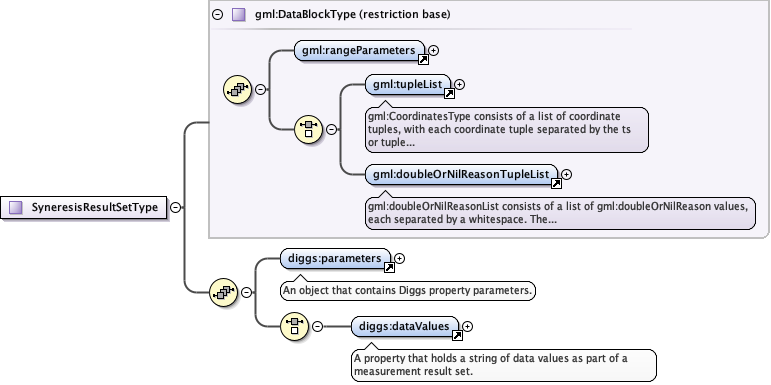 gml:DataBlockType (restriction base)
gml:rangeParameters
gml:tupleList
gml:CoordinatesType consists of a list of coordinate
tuples, with each coordinate tuple separated by the ts
or tuple...
gml:doubleOrNilReasonTupleList
gml:doubleOrNilReasonList consists of a list of gml:doubleOrNilReason values,
each separated by a whitespace. The...
SyneresisResultSetType
diggs:parameters
An object that contains Diggs property parameters.
diggs:dataValues
A property that holds a string of data values as part of a
measurement result set.